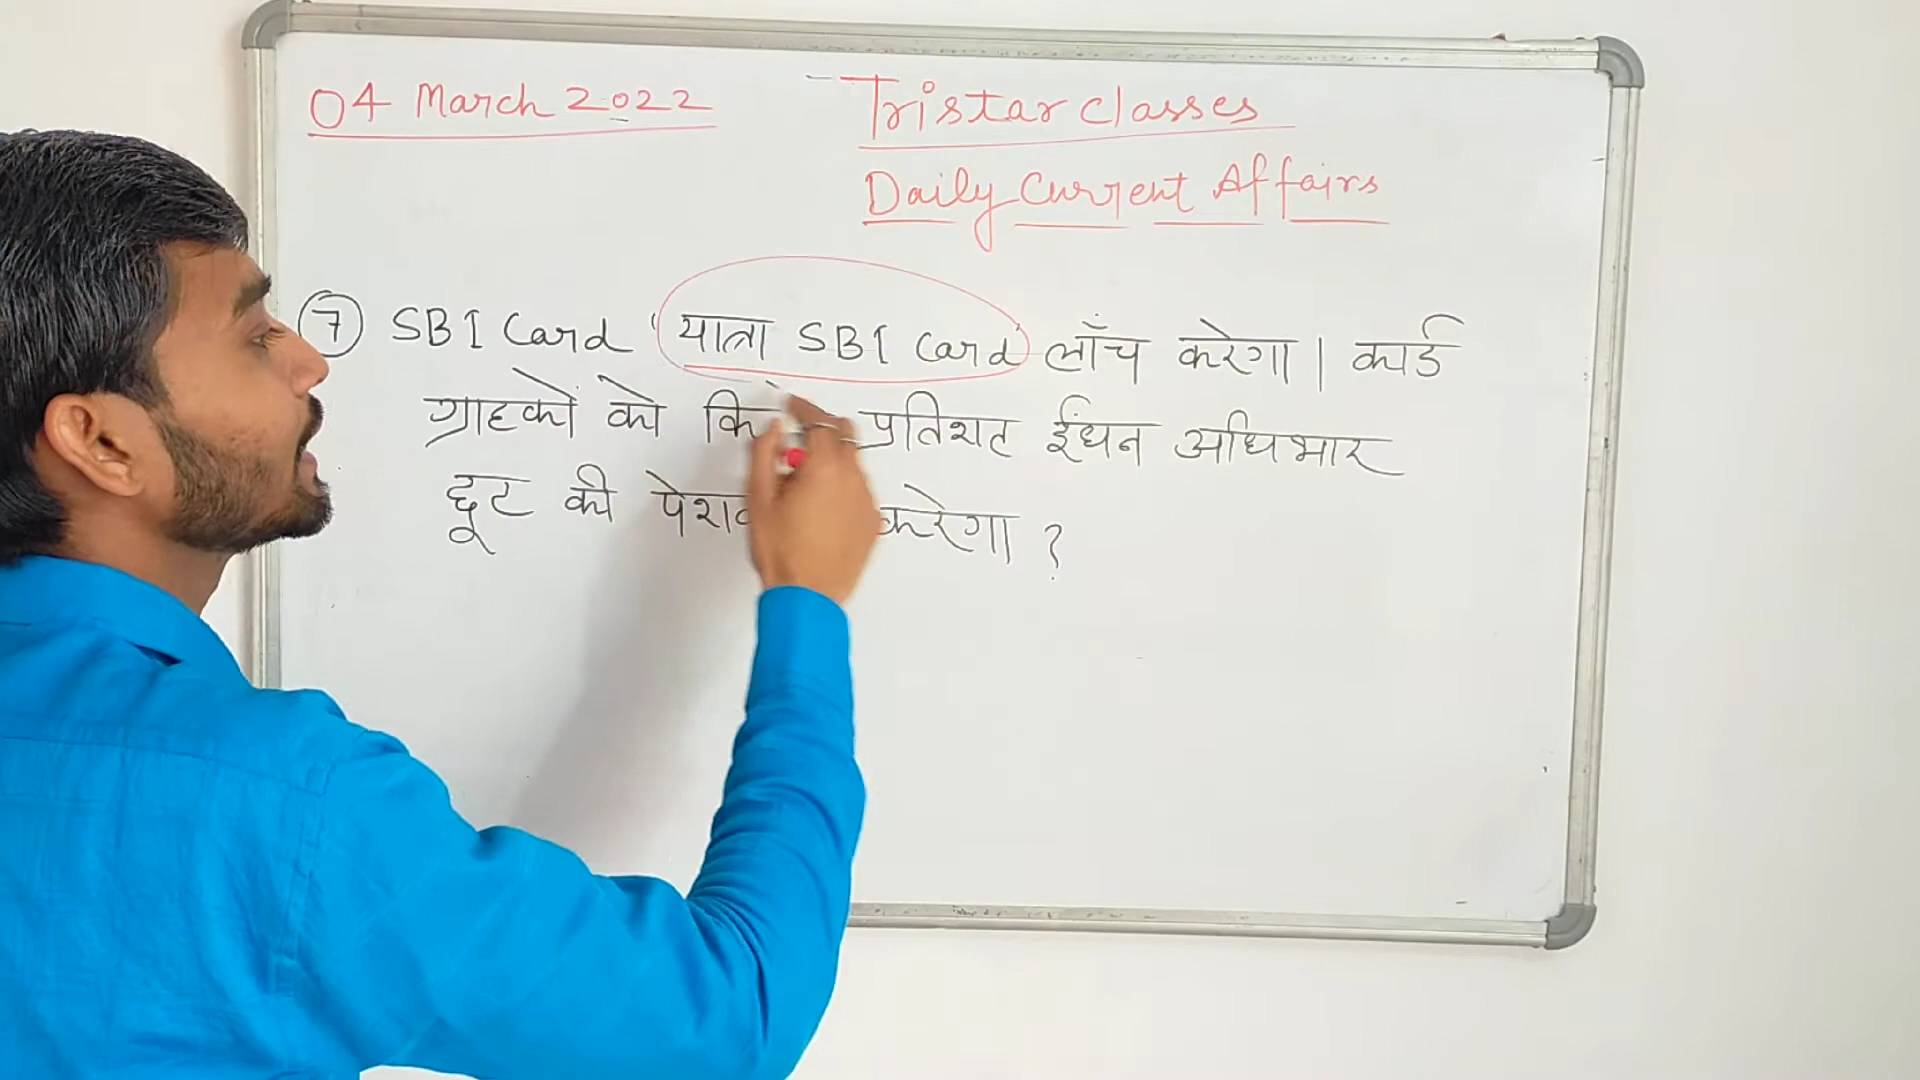 04 March 2022
Tristar classes
Daily Current Affairs
7 SBI Card 'यात्रा SBI Card' लाँच करेगा। कार्ड
ग्राहकों को प्रतिशत ईंधन अधिभार
छूट की करेगा ?